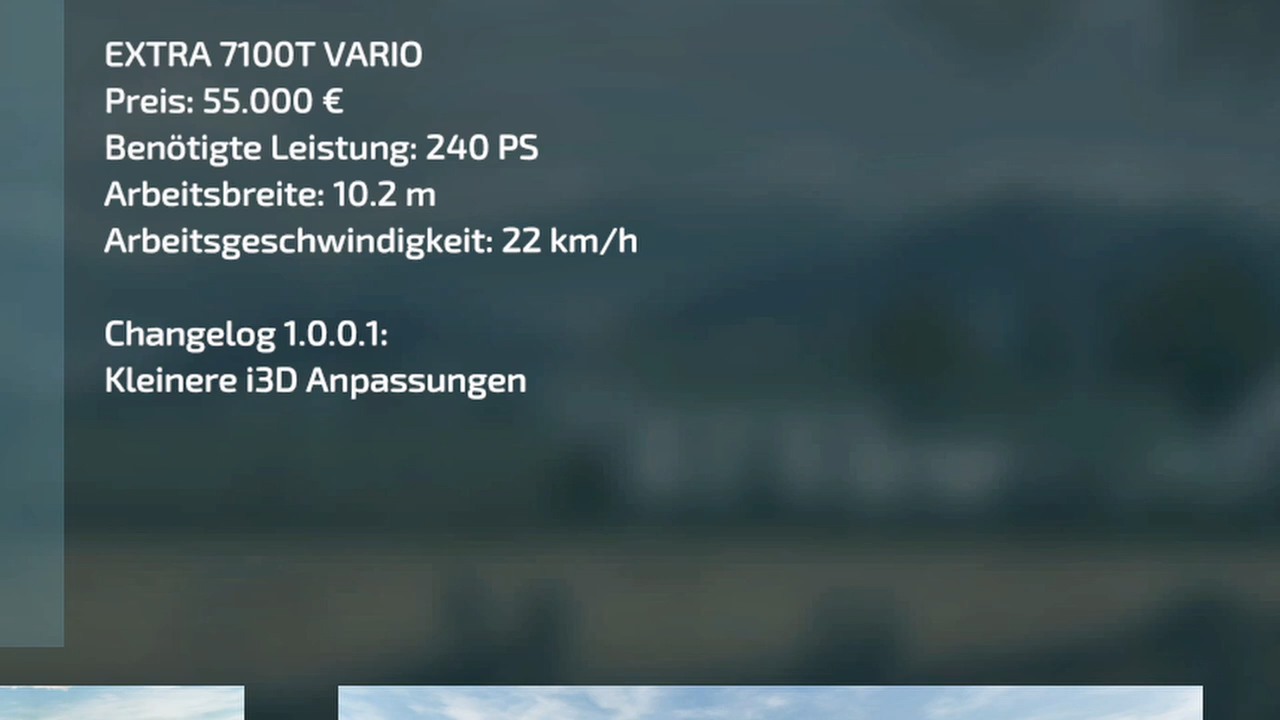 EXTRA 7100T VARIO
Preis: 55.000 €
Benötigte Leistung: 240 PS
Arbeitsbreite: 10.2 m
Arbeitsgeschwindigkeit: 22 km/h
Changelog 1.0.0.1:
Kleinere i3D Anpassungen